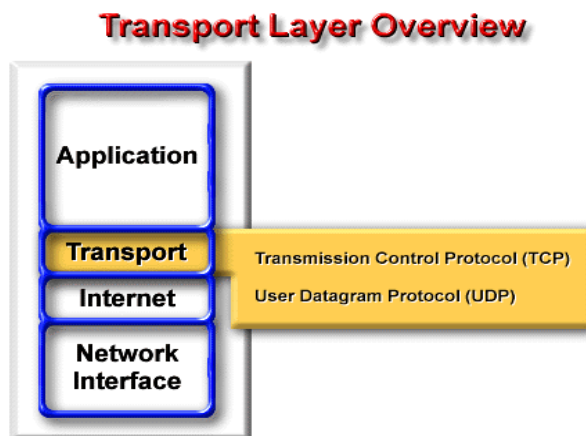 Transport Layer Overview
Application
Transport
Transmission Control Protocol (TCP)
User Datagram Protocol (UDP)
Internet
Network
Interface